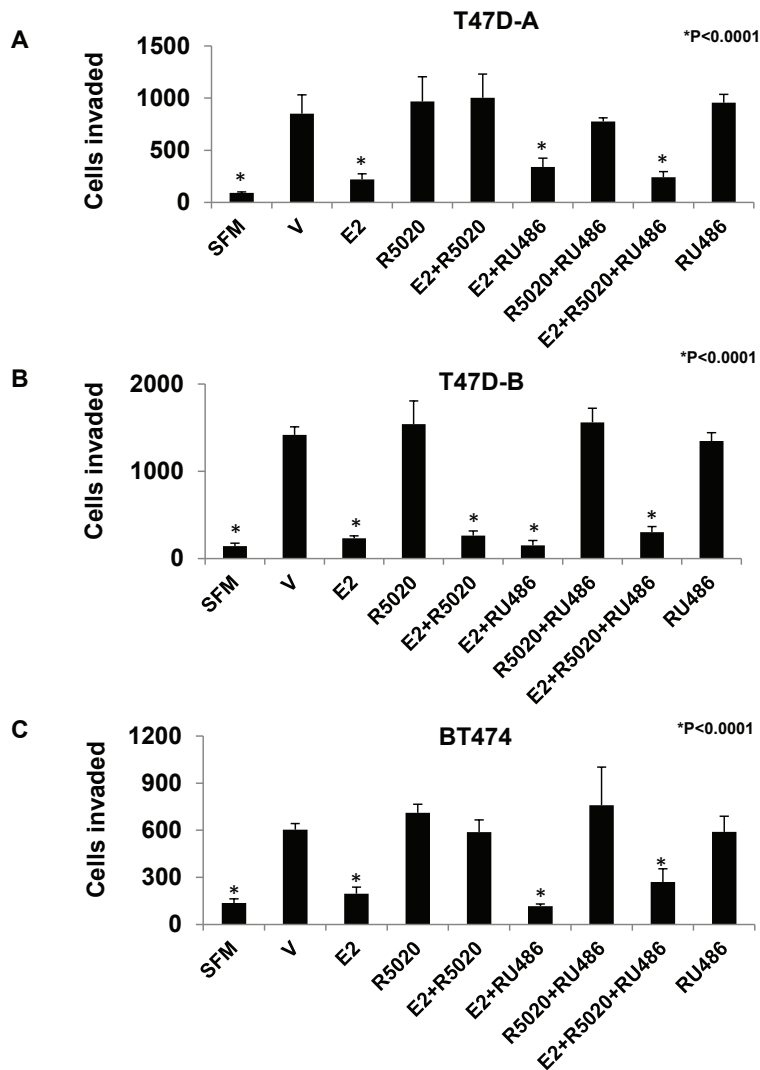 A
T47D-A
*P<0.0001
Cells invaded
1500
1000
500
0
*
*
*
*
SFM
V
E2
R5020
E2+R5020
E2+RU486
R5020+RU486
E2+R5020+RU486
RU486
B
T47D-B
*P<0.0001
Cells invaded
2000
1000
0
*
*
*
*
*
SFM
V
E2
R5020
E2+R5020
E2+RU486
R5020+RU486
E2+R5020+RU486
RU486
C
BT474
*P<0.0001
Cells invaded
1200
900
600
300
0
*
*
*
*
SFM
V
E2
R5020
E2+R5020
E2+RU486
R5020+RU486
E2+R5020+RU486
RU486